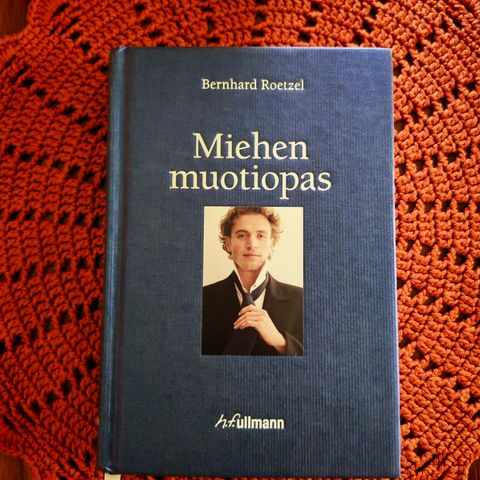 Bernhard Roetzel
Miehen
muotiopas
h.f.ullmann